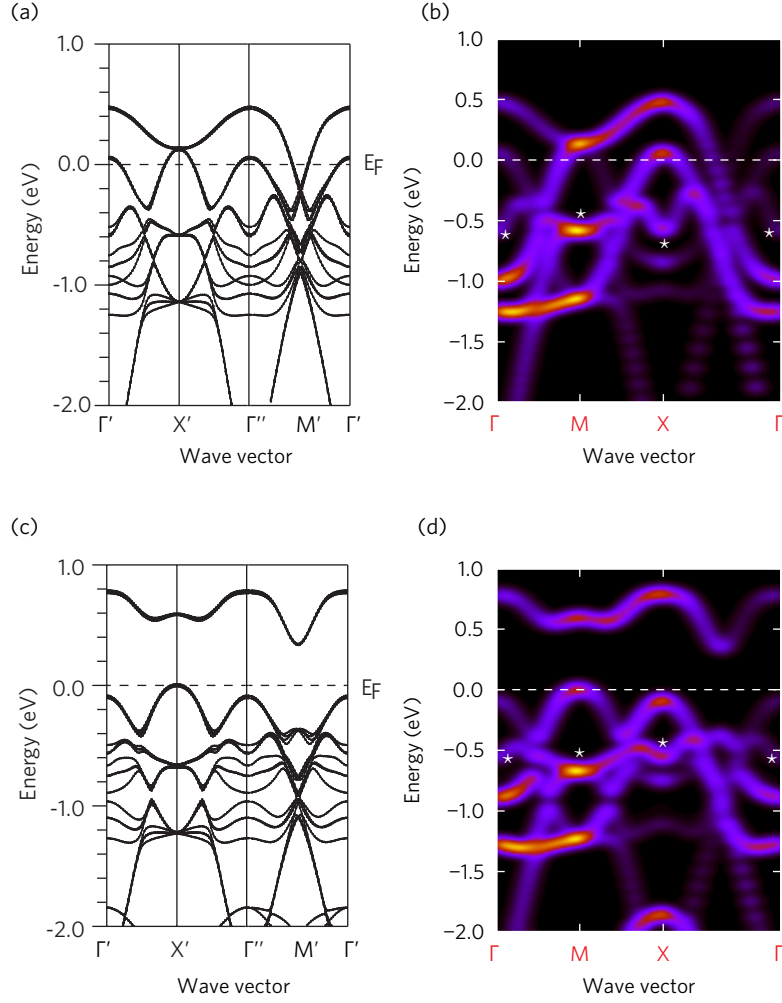 (a)
1.0
0.0
-1.0
-2.0
Energy (eV)
E_F
Γ′ X′ Γ′′ M′ Γ′
Wave vector
(b)
1.0
0.5
0.0
−0.5
−1.0
−1.5
−2.0
Energy (eV)
* * * *
Γ M X Γ
Wave vector
(c)
1.0
0.0
-1.0
-2.0
Energy (eV)
E_F
Γ′ X′ Γ′′ M′ Γ′
Wave vector
(d)
1.0
0.5
0.0
−0.5
−1.0
−1.5
−2.0
Energy (eV)
* * * *
Γ M X Γ
Wave vector